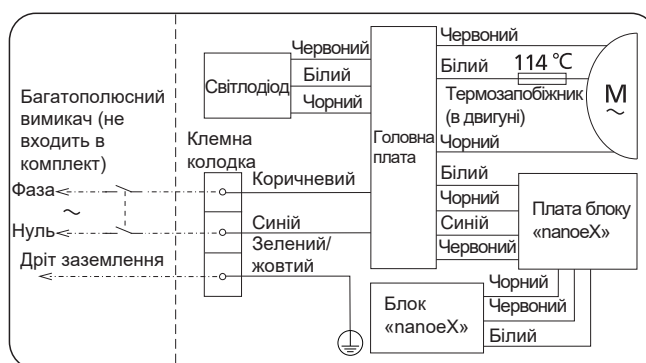 Багатополюсний
вимикач (не
входить в
комплект)
Фаза
~
Нуль
Дріт заземлення
Клемна
колодка
Світлодіод
Червоний
Білий
Чорний
Коричневий
Синій
Зелений/
жовтий
Головна
плата
Червоний
Білий
114 °C
Термозапобіжник
(в двигуні)
Чорний
M
~
Білий
Чорний
Синій
Червоний
Плата блоку
«nanoeX»
Чорний
Червоний
Білий
Блок
«nanoeX»